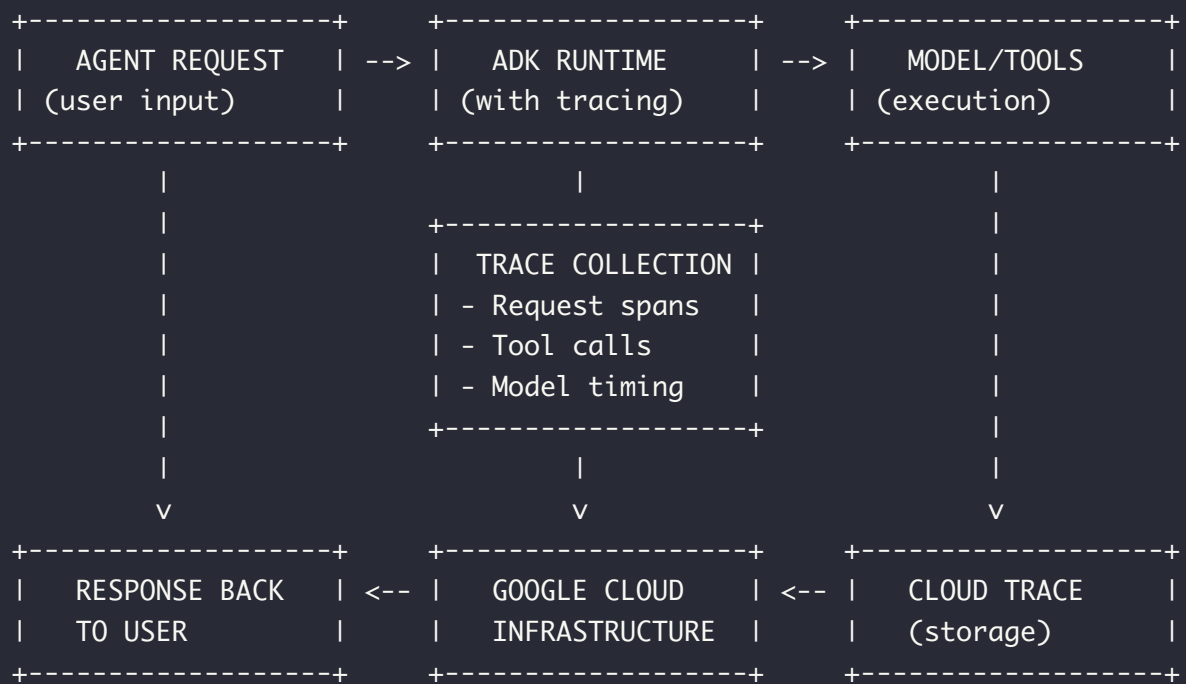 AGENT REQUEST --> ADK RUNTIME --> MODEL/TOOLS
(user input) (with tracing) (execution)
TRACE COLLECTION
- Request spans
- Tool calls
- Model timing
RESPONSE BACK <-- GOOGLE CLOUD <-- CLOUD TRACE
TO USER INFRASTRUCTURE (storage)